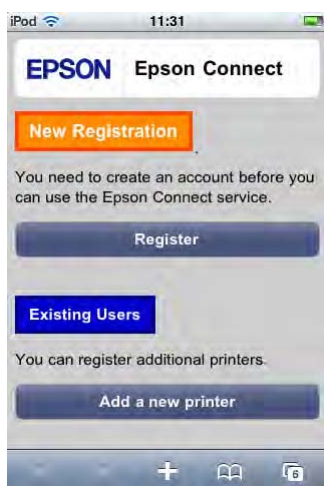 iPod 11:31
EPSON Epson Connect
New Registration
You need to create an account before you
can use the Epson Connect service.
Register
Existing Users
You can register additional printers.
Add a new printer
6